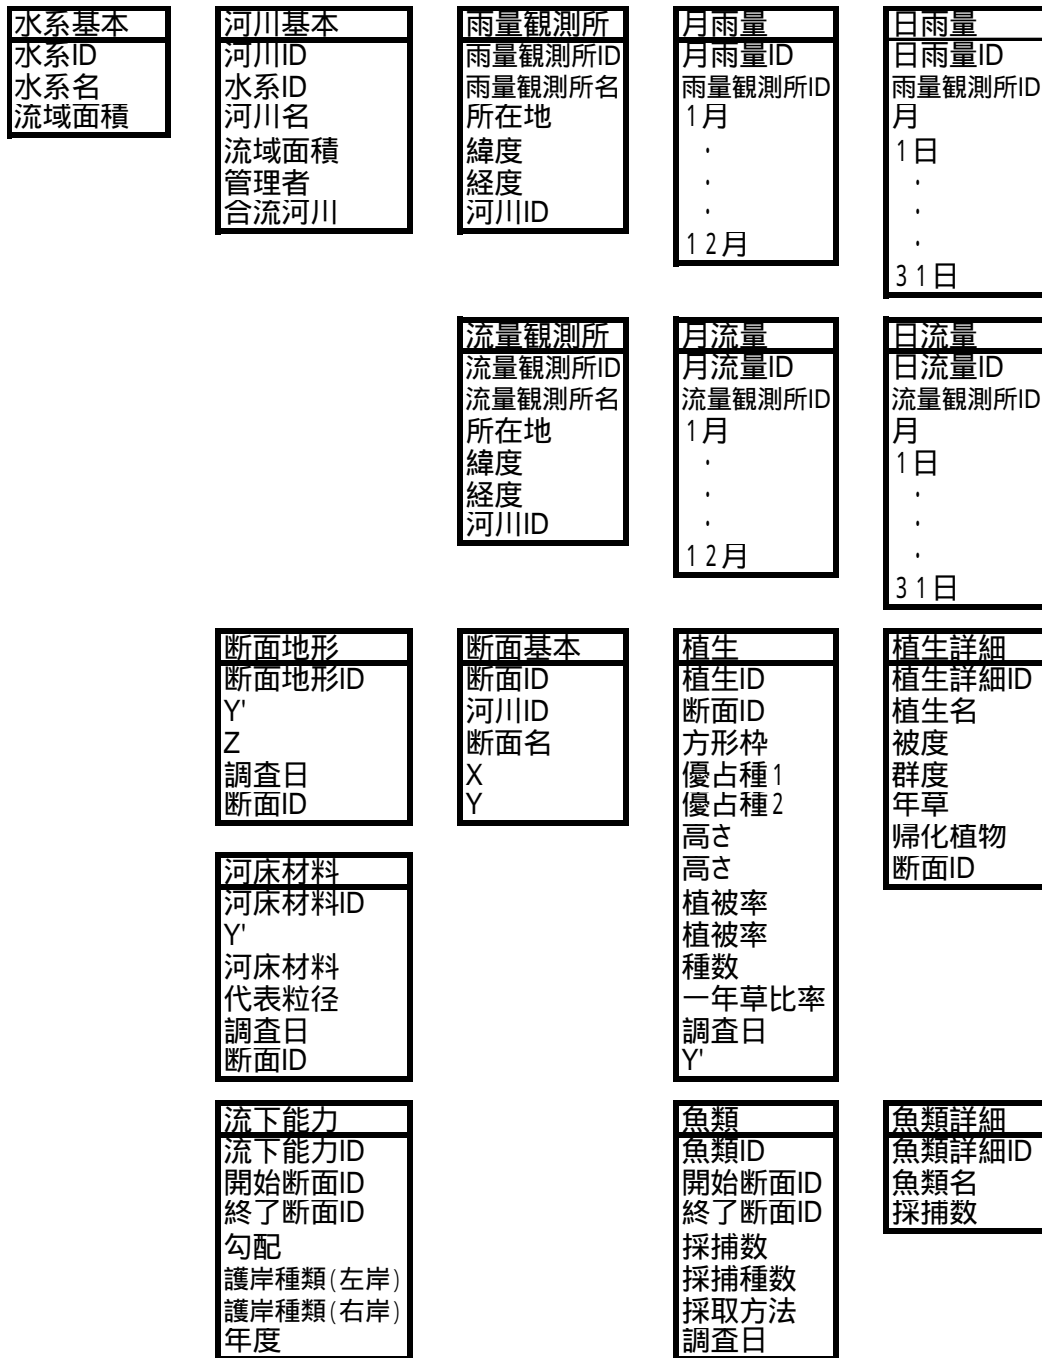 水系基本
水系ID
水系名
流域面積
河川基本
河川ID
水系ID
河川名
流域面積
管理者
合流河川
雨量観測所
雨量観測所ID
雨量観測所名
所在地
緯度
経度
河川ID
月雨量
月雨量ID
雨量観測所ID
1月
・
・
・
12月
日雨量
日雨量ID
雨量観測所ID
月
1日
・
・
・
31日
流量観測所
流量観測所ID
流量観測所名
所在地
緯度
経度
河川ID
月流量
月流量ID
流量観測所ID
1月
・
・
・
12月
日流量
日流量ID
流量観測所ID
月
1日
・
・
・
31日
断面地形
断面地形ID
Y'
Z
調査日
断面ID
断面基本
断面ID
河川ID
断面名
X
Y
植生
植生ID
断面ID
方形枠
優占種1
優占種2
高さ
高さ
植被率
植被率
種数
一年草比率
調査日
Y'
植生詳細
植生詳細ID
植生名
被度
群度
年草
帰化植物
断面ID
河床材料
河床材料ID
Y'
河床材料
代表粒径
調査日
断面ID
流下能力
流下能力ID
開始断面ID
終了断面ID
勾配
護岸種類(左岸)
護岸種類(右岸)
年度
魚類
魚類ID
開始断面ID
終了断面ID
採捕数
採捕種数
採取方法
調査日
魚類詳細
魚類詳細ID
魚類名
採捕数